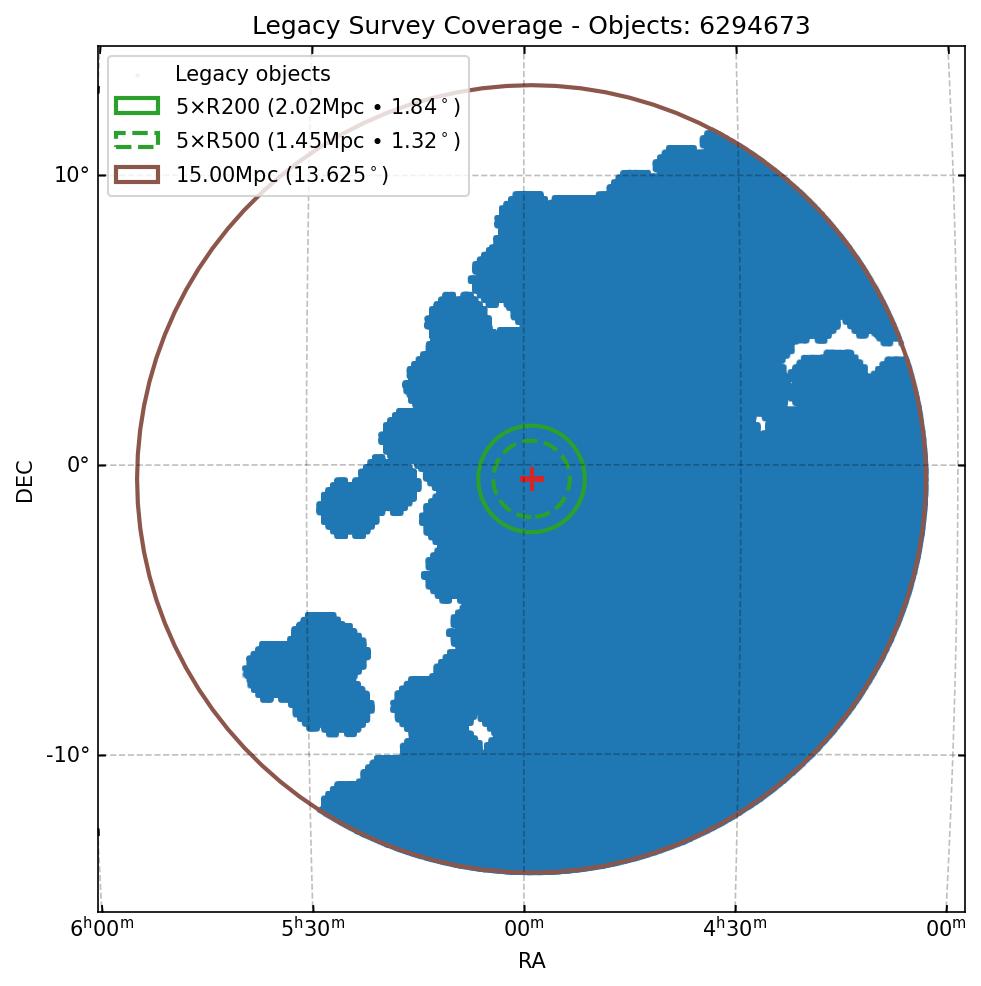 Legacy Survey Coverage - Objects: 6294673
Legacy objects
5×R200 (2.02Mpc • 1.84°)
5×R500 (1.45Mpc • 1.32°)
15.00Mpc (13.625°)
10°
0°
-10°
DEC
6ʰ00ᵐ 5ʰ30ᵐ 00ᵐ 4ʰ30ᵐ 00ᵐ
RA